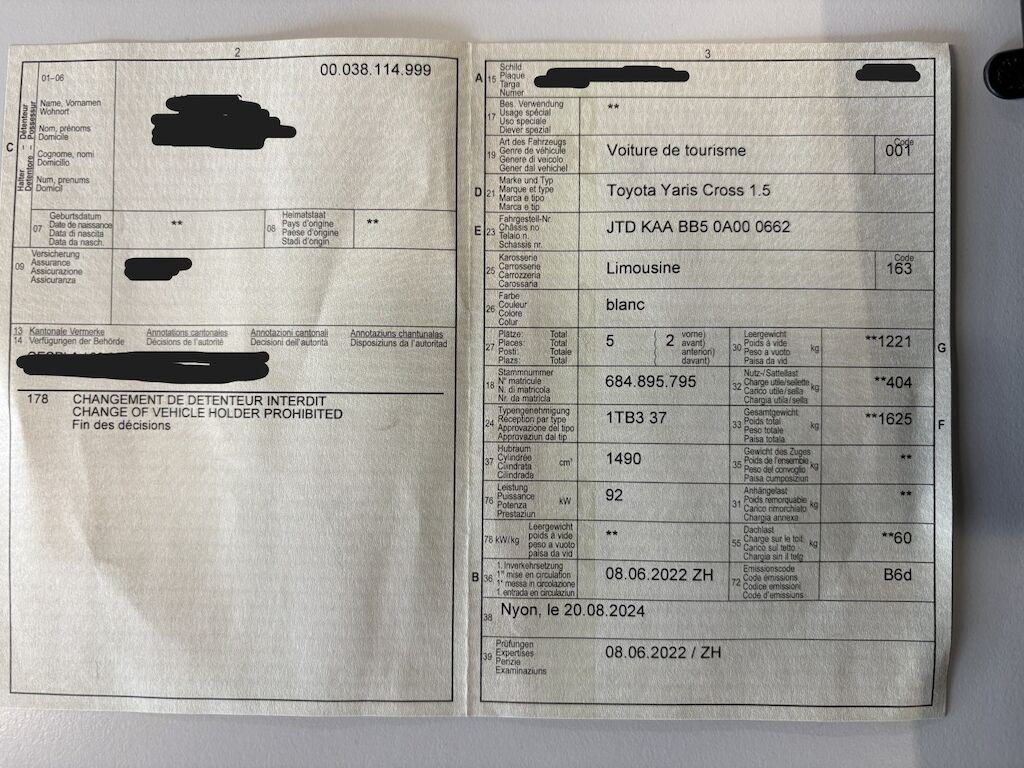 2
00.038.114.999
01–06
C
Halter – Détenteur –
Detentore – Possessur
Name, Vornamen
Wohnort
Nom, prénoms
Domicile
Cognome, nomi
Domicilio
Num, prenums
Domicil
07
Geburtsdatum
Date de naissance
Data di nascita
Data da nasch.
**
08
Heimatstaat
Pays d'origine
Paese d'origine
Stadi d'origin
**
09
Versicherung
Assurance
Assicurazione
Assicuranza
13 Kantonale Vermerke Annotations cantonales Annotazioni cantonali Annotaziuns chantunalas
14 Verfügungen der Behörde Décisions de l'autorité Decisioni dell'autorità Disposiziuns da l'autoritad
178 CHANGEMENT DE DETENTEUR INTERDIT
CHANGE OF VEHICLE HOLDER PROHIBITED
Fin des décisions
3
A 15
Schild
Plaque
Targa
Numer
17
Bes. Verwendung
Usage spécial
Uso speciale
Diever spezial
**
19
Art des Fahrzeugs
Genre de véhicule
Genere di veicolo
Gener dal vehichel
Voiture de tourisme
Code
001
D 21
Marke und Typ
Marque et type
Marca e tipo
Marca e tip
Toyota Yaris Cross 1.5
E 23
Fahrgestell-Nr.
Châssis no
Telaio n.
Schassis nr.
JTD KAA BB5 0A00 0662
25
Karosserie
Carrosserie
Carrozzeria
Carossaria
Limousine
Code
163
26
Farbe
Couleur
Colore
Colur
blanc
27
Plätze: Total
Places: Total
Posti: Totale
Plazs: Total
5
( 2 vorne)
avant)
anteriori)
davant)
30
Leergewicht
Poids à vide
Peso a vuoto
Paisa da vid
kg
**1221
G
18
Stammnummer
N° matricule
N. di matricola
Nr. da matricla
684.895.795
32
Nutz-/Sattellast
Charge utile/sellette
Carico utile/sella
Chargia utila/sella
kg
**404
24
Typengenehmigung
Réception par type
Approvazione del tipo
Approvaziun dal tip
1TB3 37
33
Gesamtgewicht
Poids total
Peso totale
Paisa totala
kg
**1625
F
37
Hubraum
Cylindrée
Cilindrata
Cilindrade
cm³
1490
35
Gewicht des Zuges
Poids de l'ensemble
Peso del convoglio
Paisa cumposiziun
kg
**
76
Leistung
Puissance
Potenza
Prestaziun
kW
92
31
Anhängelast
Poids remorquable
Carico rimorchiato
Chargia annexa
kg
**
78 kW/kg
Leergewicht
poids à vide
peso a vuoto
paisa da vid
**
55
Dachlast
Charge sur le toit
Carico sul tetto
Chargia sin il tetg
kg
**60
B 36
1. Inverkehrsetzung
1re mise en circulation
1a messa in circolazione
1. entrada en circulaziun
08.06.2022 ZH
72
Emissionscode
Code émissions
Codice emissioni
Code d'emissiuns
B6d
38
Nyon, le 20.08.2024
39
Prüfungen
Expertises
Perizie
Examinaziuns
08.06.2022 / ZH